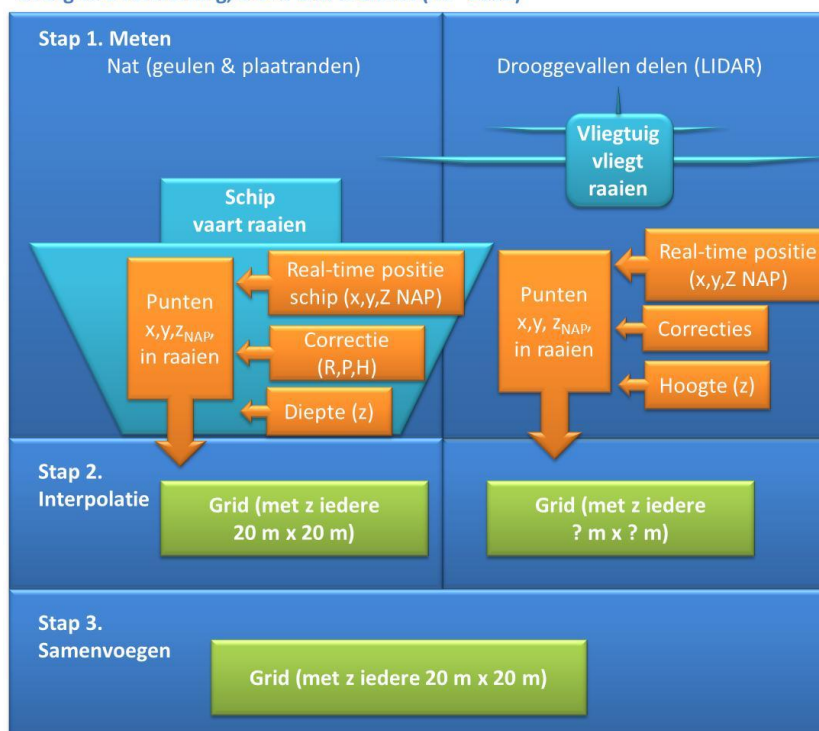 Stap 1. Meten
Nat (geulen & plaatranden)
Drooggevallen delen (LIDAR)
Vliegtuig
vliegt
raaien
Schip
vaart raaien
Punten
x,y,zNAP,
in raaien
Real-time positie
schip (x,y,Z NAP)
Correctie
(R,P,H)
Diepte (z)
Punten
x,y, zNAP,
in raaien
Real-time positie
(x,y,Z NAP)
Correcties
Hoogte (z)
Stap 2.
Interpolatie
Grid (met z iedere
20 m x 20 m)
Grid (met z iedere
? m x ? m)
Stap 3.
Samenvoegen
Grid (met z iedere 20 m x 20 m)